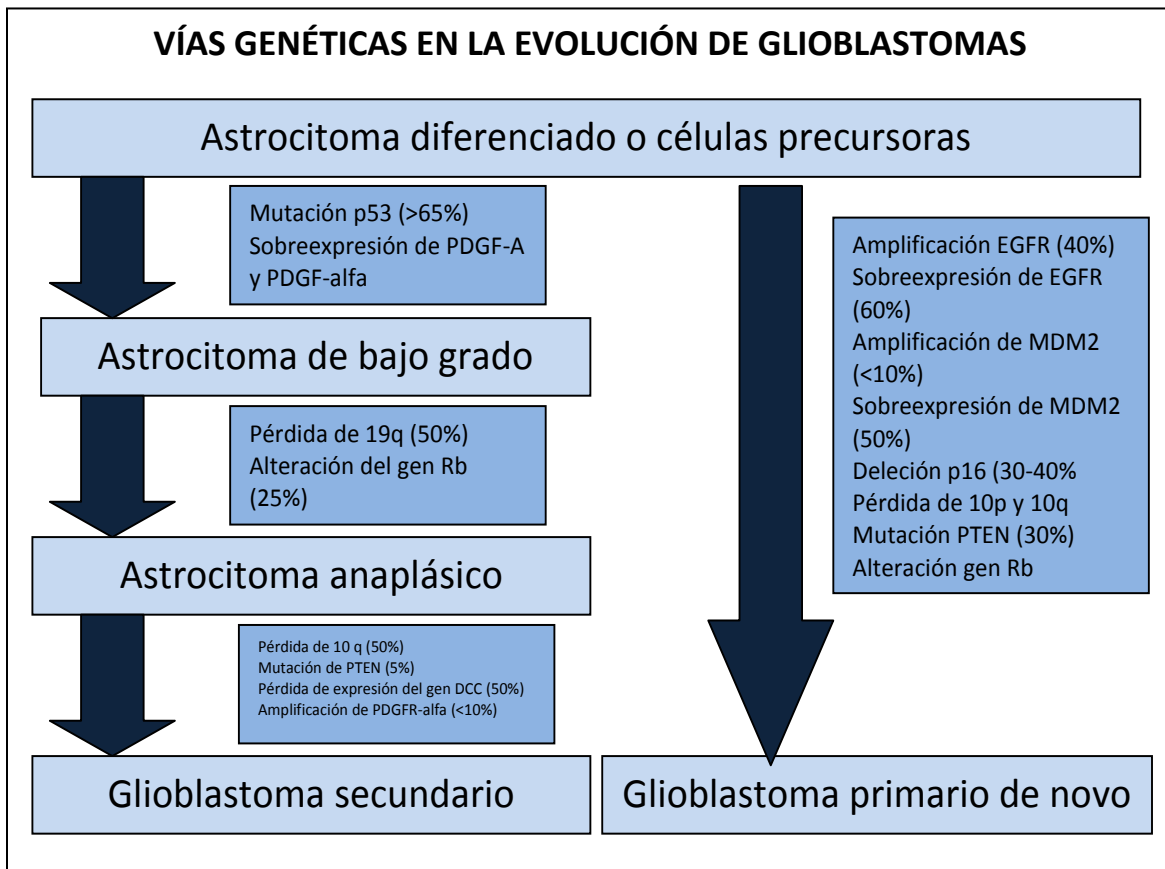 VÍAS GENÉTICAS EN LA EVOLUCIÓN DE GLIOBLASTOMAS
Astrocitoma diferenciado o células precursoras
Mutación p53 (>65%)
Sobreexpresión de PDGF-A
y PDGF-alfa
Astrocitoma de bajo grado
Pérdida de 19q (50%)
Alteración del gen Rb
(25%)
Astrocitoma anaplásico
Pérdida de 10 q (50%)
Mutación de PTEN (5%)
Pérdida de expresión del gen DCC (50%)
Amplificación de PDGFR-alfa (<10%)
Glioblastoma secundario
Amplificación EGFR (40%)
Sobreexpresión de EGFR
(60%)
Amplificación de MDM2
(<10%)
Sobreexpresión de MDM2
(50%)
Deleción p16 (30-40%
Pérdida de 10p y 10q
Mutación PTEN (30%)
Alteración gen Rb
Glioblastoma primario de novo